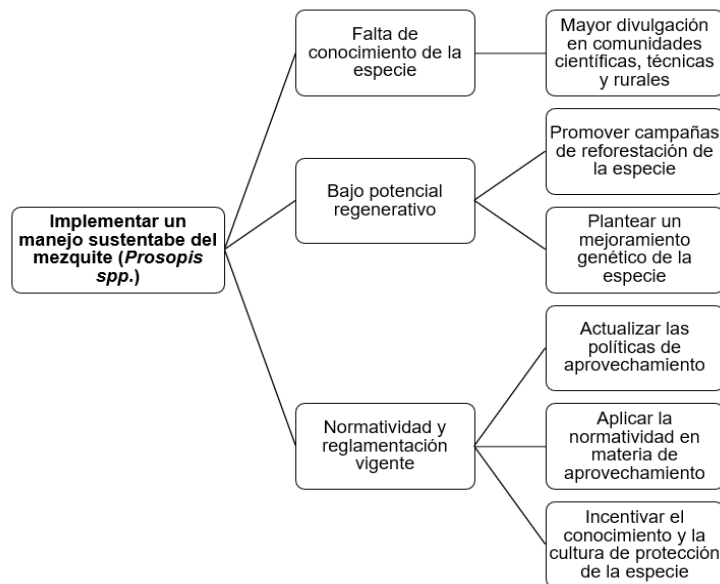 Implementar un
manejo sustentabe del
mezquite (Prosopis
spp.)
Falta de
conocimiento de la
especie
Mayor divulgación
en comunidades
científicas, técnicas
y rurales
Bajo potencial
regenerativo
Promover campañas
de reforestación de
la especie
Plantear un
mejoramiento
genético de la
especie
Normatividad y
reglamentación
vigente
Actualizar las
políticas de
aprovechamiento
Aplicar la
normatividad en
materia de
aprovechamiento
Incentivar el
conocimiento y la
cultura de protección
de la especie